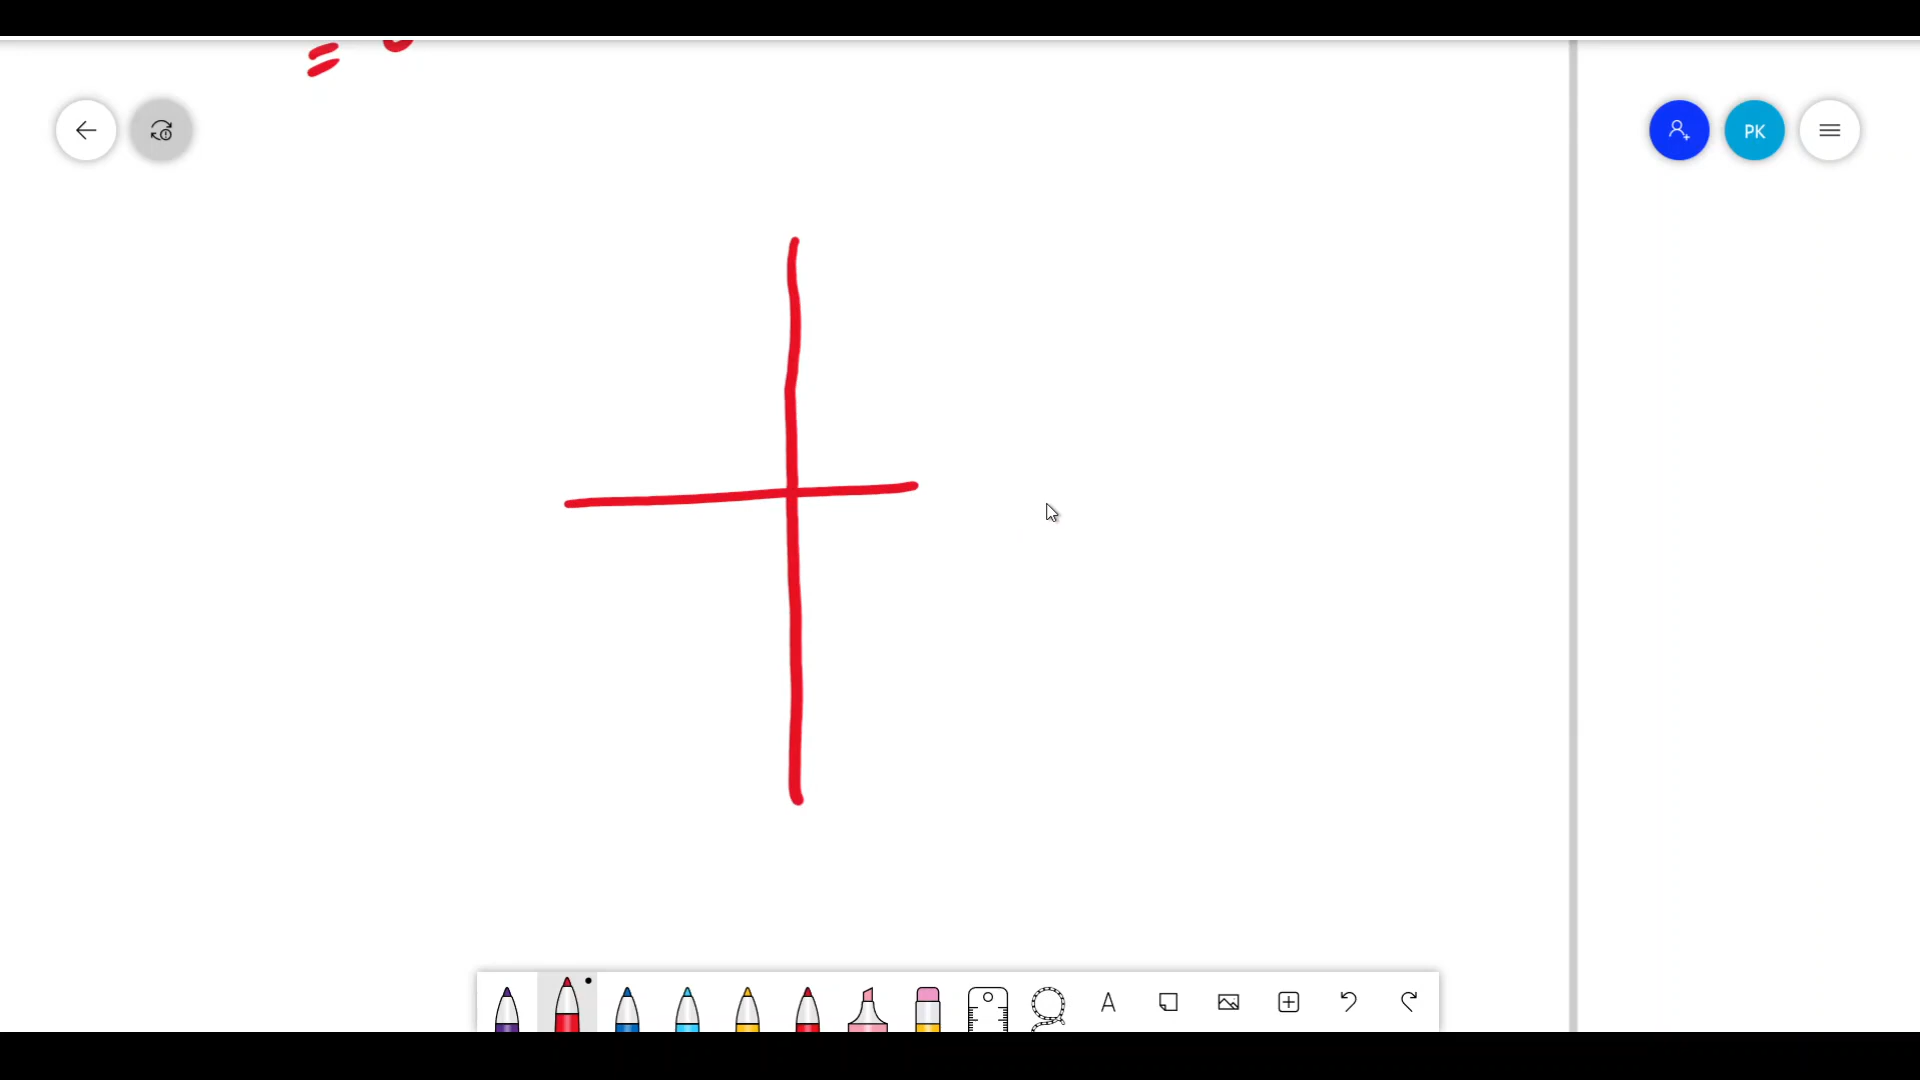 =
PK
A